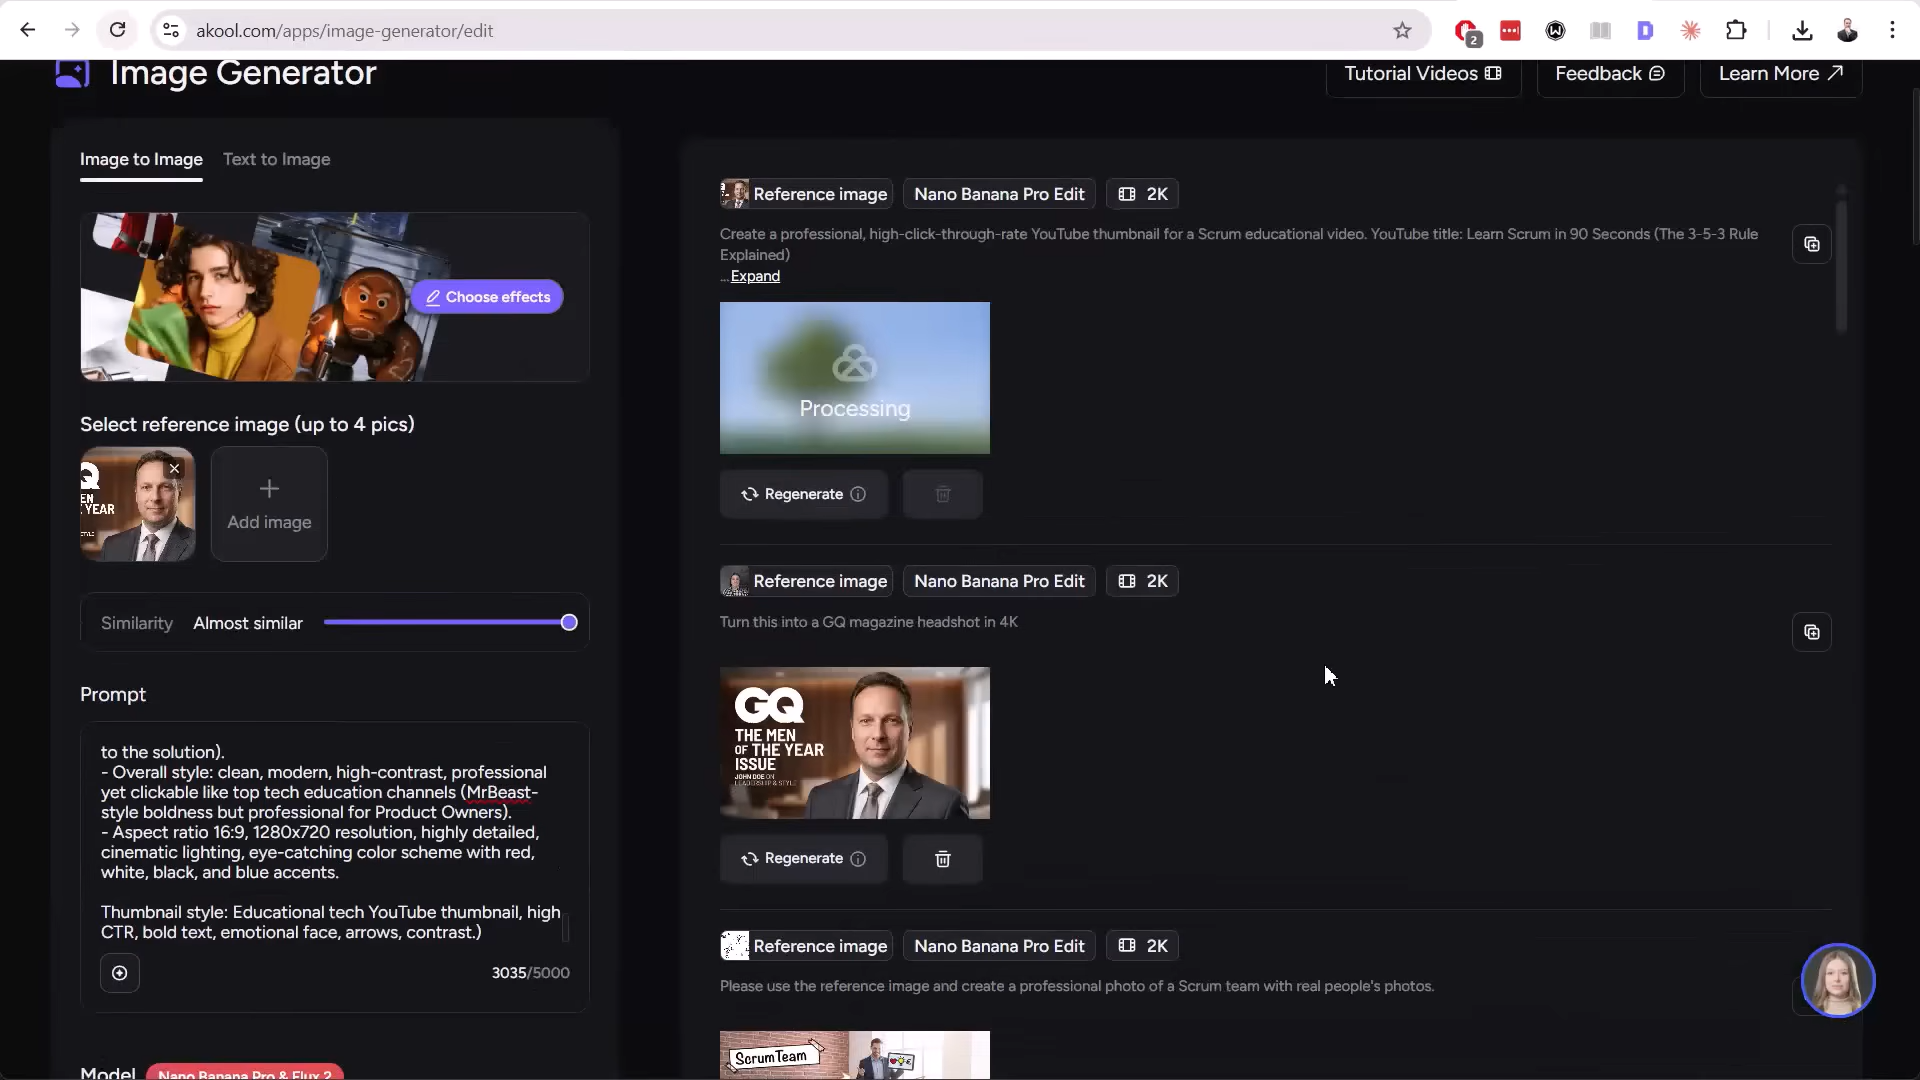 akool.com/apps/image-generator/edit
2
Image Generator
Tutorial Videos
Feedback
Learn More
Image to Image
Text to Image
Choose effects
Select reference image (up to 4 pics)
Add image
Similarity
Almost similar
Prompt
to the solution).
- Overall style: clean, modern, high-contrast, professional
yet clickable like top tech education channels (MrBeast-
style boldness but professional for Product Owners).
- Aspect ratio 16:9, 1280x720 resolution, highly detailed,
cinematic lighting, eye-catching color scheme with red,
white, black, and blue accents.
Thumbnail style: Educational tech YouTube thumbnail, high
CTR, bold text, emotional face, arrows, contrast.)
3035/5000
Model
Nano Banana Pro & Flux 2
Reference image
Nano Banana Pro Edit
2K
Create a professional, high-click-through-rate YouTube thumbnail for a Scrum educational video. YouTube title: Learn Scrum in 90 Seconds (The 3-5-3 Rule
Explained)
... Expand
Processing
Regenerate
Reference image
Nano Banana Pro Edit
2K
Turn this into a GQ magazine headshot in 4K
GQ
THE MEN
OF THE YEAR
ISSUE
JOHN DOE ON
LEADERSHIP & STYLE
Regenerate
Reference image
Nano Banana Pro Edit
2K
Please use the reference image and create a professional photo of a Scrum team with real people's photos.
Scrum Team